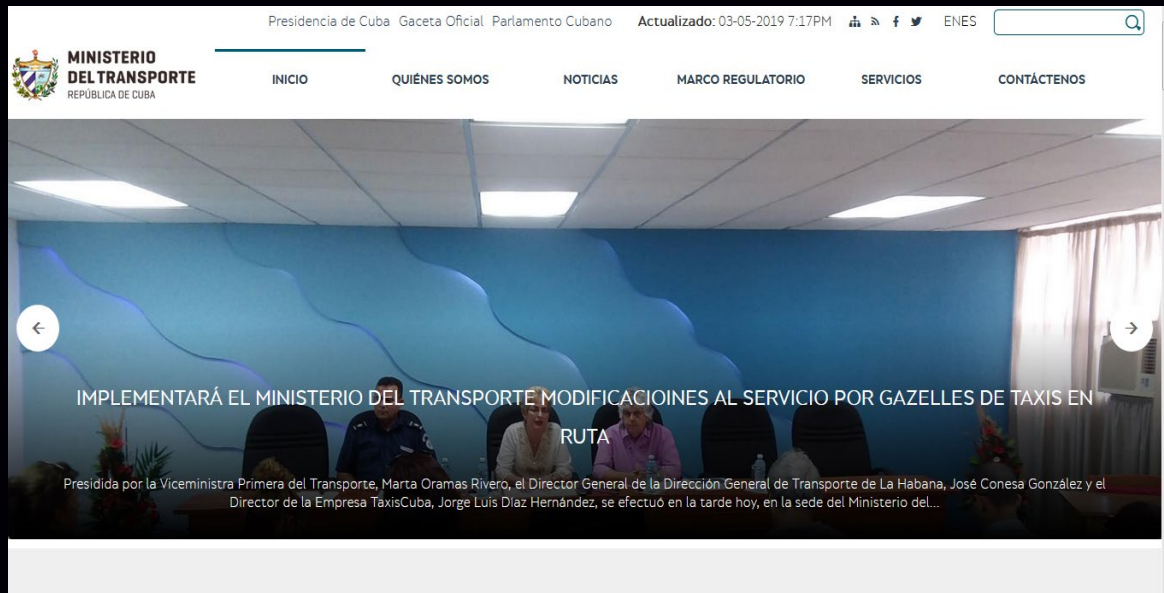 Presidencia de Cuba Gaceta Oficial Parlamento Cubano Actualizado: 03-05-2019 7:17PM ENES
MINISTERIO
DEL TRANSPORTE
REPÚBLICA DE CUBA
INICIO QUIÉNES SOMOS NOTICIAS MARCO REGULATORIO SERVICIOS CONTÁCTENOS
IMPLEMENTARÁ EL MINISTERIO DEL TRANSPORTE MODIFICACIOINES AL SERVICIO POR GAZELLES DE TAXIS EN
RUTA
Presidida por la Viceministra Primera del Transporte, Marta Oramas Rivero, el Director General de la Dirección General de Transporte de La Habana, José Conesa González y el
Director de la Empresa TaxisCuba, Jorge Luis Díaz Hernández, se efectuó en la tarde hoy, en la sede del Ministerio del...